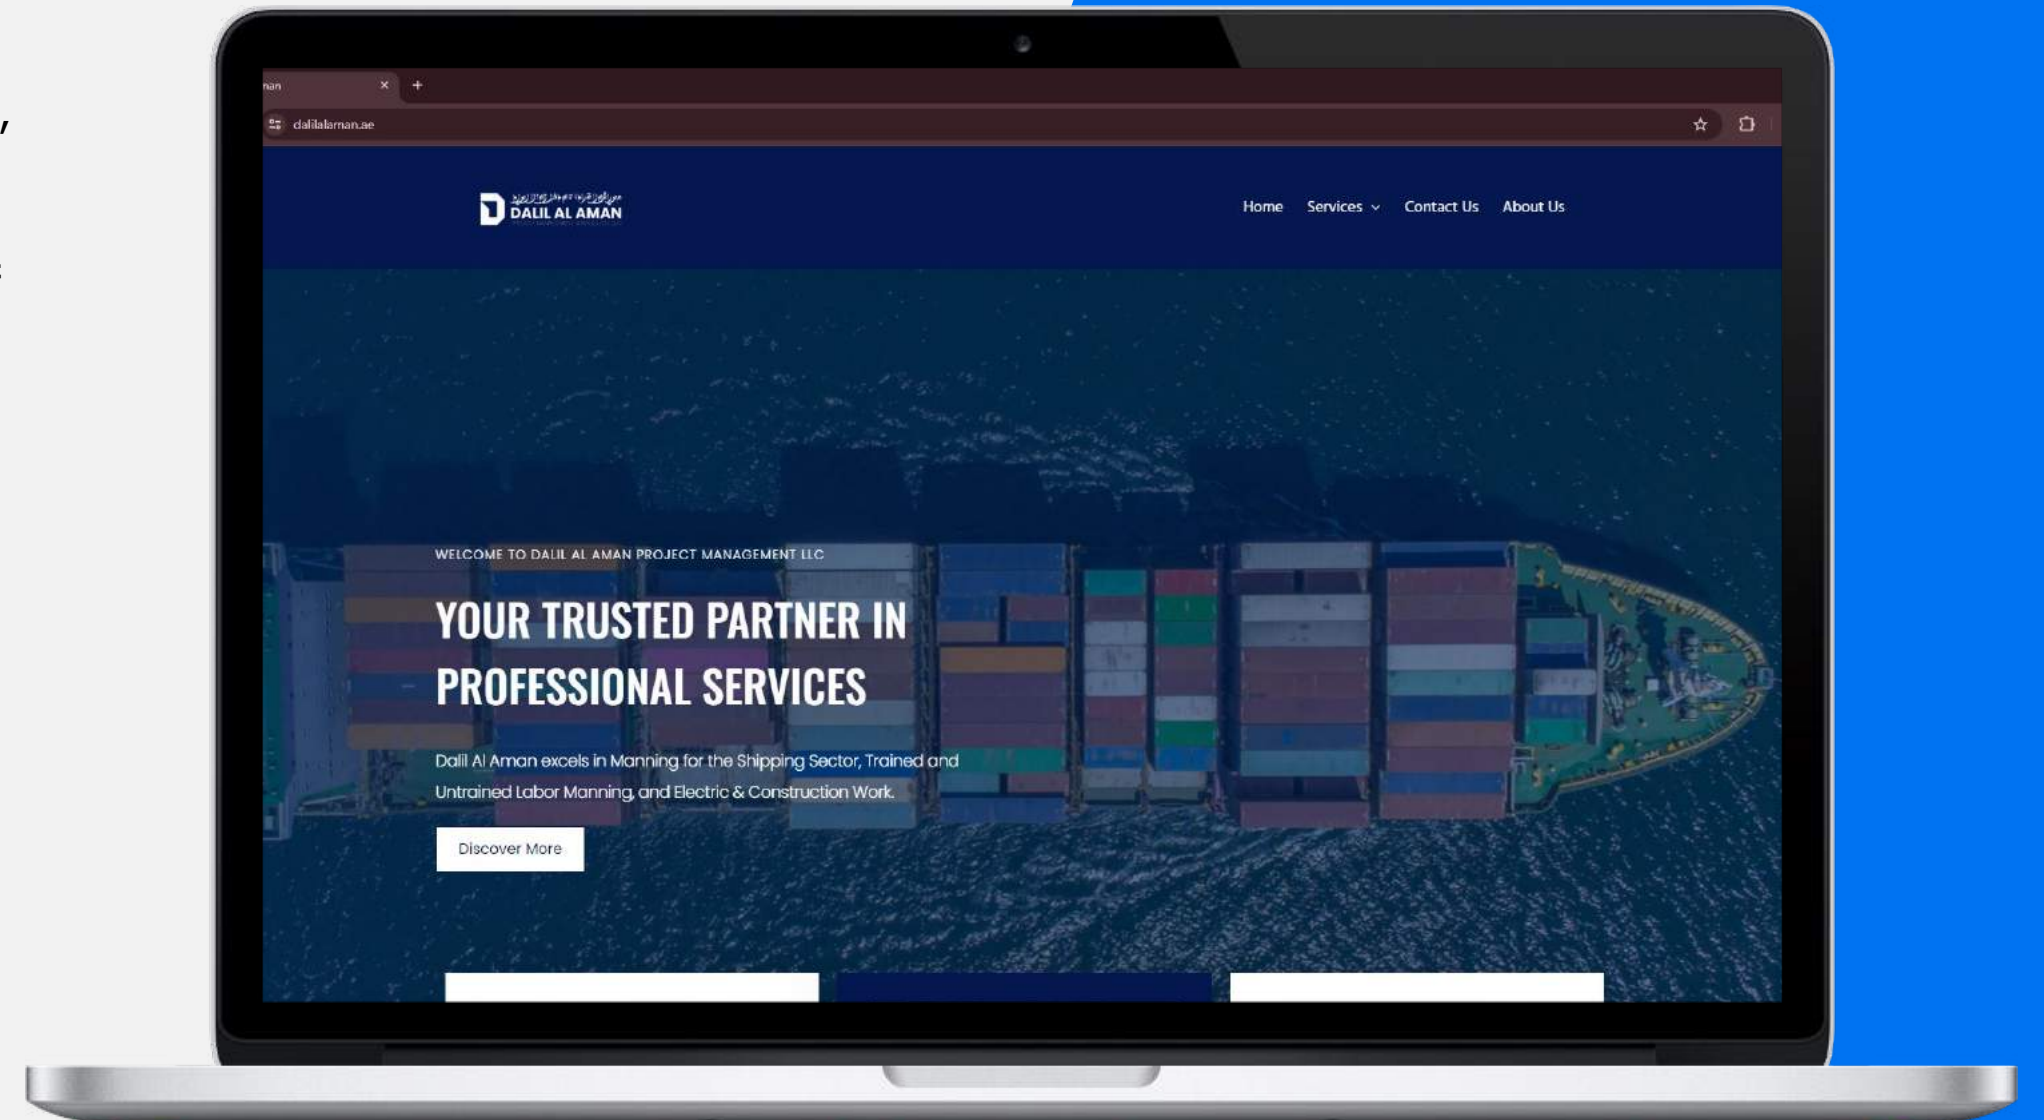 man
dalilalaman.ae
DALIL AL AMAN
Home Services Contact Us About Us
WELCOME TO DALIL AL AMAN PROJECT MANAGEMENT LLC
YOUR TRUSTED PARTNER IN
PROFESSIONAL SERVICES
Dalil Al Aman excels in Manning for the Shipping Sector, Trained and
Untrained Labor Manning, and Electric & Construction Work.
Discover More